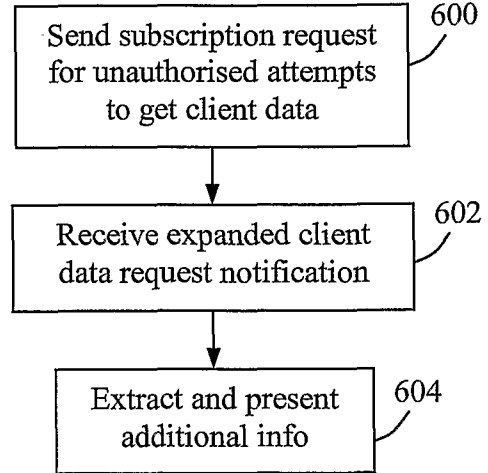 Send subscription request
for unauthorised attempts
to get client data
600
Receive expanded client
data request notification
602
Extract and present
additional info
604